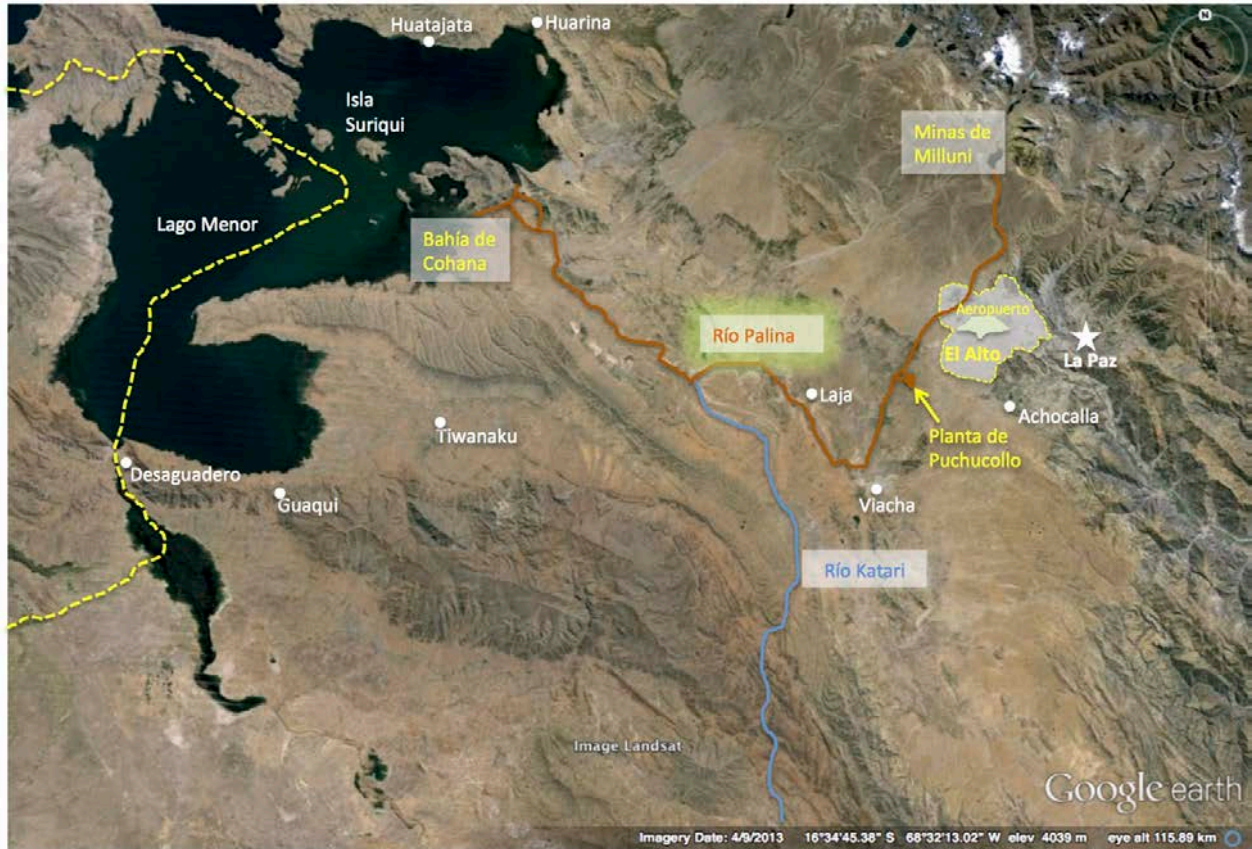 N
Huatajata
Huarina
Isla
Suriqui
Minas de
Milluni
Lago Menor
Bahía de
Cohana
Aeropuerto
Río Palina
El Alto
La Paz
Laja
Achocalla
Tiwanaku
Planta de
Puchucollo
Desaguadero
Guaqui
Viacha
Río Katari
Image Landsat
Google earth
Imagery Date: 4/9/2013 16°34'45.38" S 68°32'13.02" W elev 4039 m eye alt 115.89 km